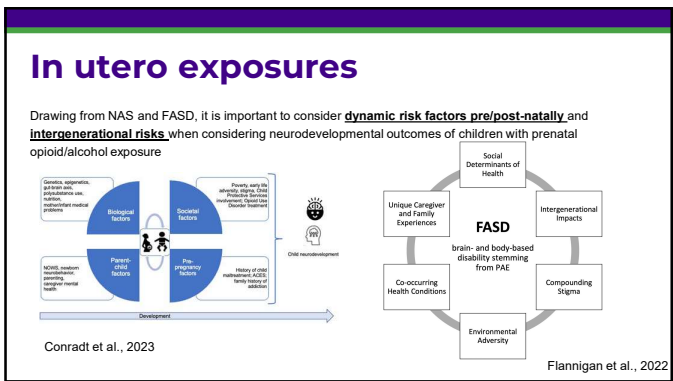 In utero exposures
Drawing from NAS and FASD, it is important to consider dynamic risk factors pre/post-natally and
intergenerational risks when considering neurodevelopmental outcomes of children with prenatal
opioid/alcohol exposure
Genetics, epigenetics,
gut-brain axis,
polysubstance use,
nutrition,
mother/infant medical
problems
Biological
factors
Societal
factors
Poverty, early life
adversity, stigma, Child
Protective Services
involvement; Opioid Use
Disorder treatment
NOWS, newborn
neurobehavior,
parenting,
caregiver mental
health
Parent-
child
factors
Pre-
pregnancy
factors
History of child
maltreatment; ACES;
family history of
addiction
Child neurodevelopment
Development
Conradt et al., 2023
Social
Determinants of
Health
Unique Caregiver
and Family
Experiences
Intergenerational
Impacts
FASD
brain- and body-based
disability stemming
from PAE
Co-occurring
Health Conditions
Compounding
Stigma
Environmental
Adversity
Flannigan et al., 2022